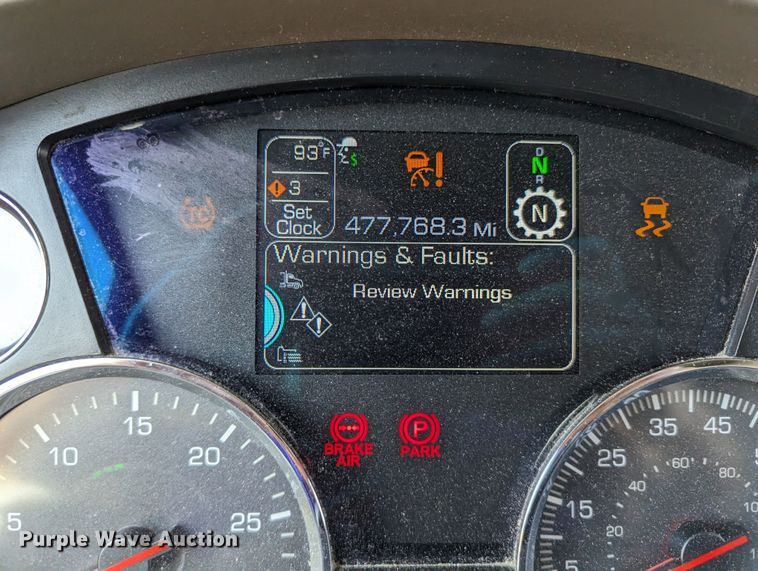 93°F
3
Set
Clock
477,768.3 Mi
D
N
R
N
TC
Warnings & Faults:
Review Warnings
BRAKE
AIR
P
PARK
5
10
15
20
25
5
15
25
35
45
20
40
60
80
Purple Wave Auction